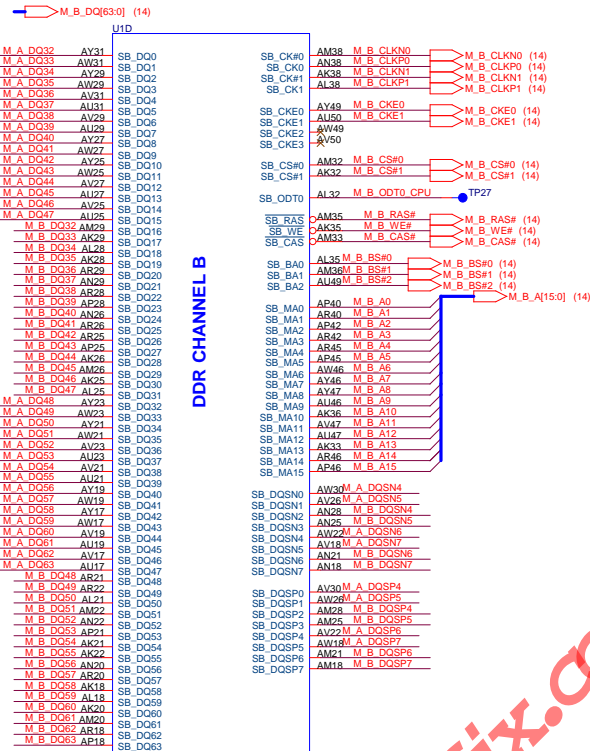 M_B_DQ[63:0] (14)
U1D
M_A_DQ32 AY31 SB_DQ0
M_A_DQ33 AW31 SB_DQ1
M_A_DQ34 AY29 SB_DQ2
M_A_DQ35 AW29 SB_DQ3
M_A_DQ36 AV31 SB_DQ4
M_A_DQ37 AU31 SB_DQ5
M_A_DQ38 AV29 SB_DQ6
M_A_DQ39 AU29 SB_DQ7
M_A_DQ40 AY27 SB_DQ8
M_A_DQ41 AW27 SB_DQ9
M_A_DQ42 AY25 SB_DQ10
M_A_DQ43 AW25 SB_DQ11
M_A_DQ44 AV27 SB_DQ12
M_A_DQ45 AU27 SB_DQ13
M_A_DQ46 AV25 SB_DQ14
M_A_DQ47 AU25 SB_DQ15
M_B_DQ32 AM29 SB_DQ16
M_B_DQ33 AK29 SB_DQ17
M_B_DQ34 AL28 SB_DQ18
M_B_DQ35 AK28 SB_DQ19
M_B_DQ36 AR29 SB_DQ20
M_B_DQ37 AN29 SB_DQ21
M_B_DQ38 AR28 SB_DQ22
M_B_DQ39 AP28 SB_DQ23
M_B_DQ40 AN26 SB_DQ24
M_B_DQ41 AR26 SB_DQ25
M_B_DQ42 AR25 SB_DQ26
M_B_DQ43 AP25 SB_DQ27
M_B_DQ44 AK26 SB_DQ28
M_B_DQ45 AM26 SB_DQ29
M_B_DQ46 AK25 SB_DQ30
M_B_DQ47 AL25 SB_DQ31
M_A_DQ48 AY23 SB_DQ32
M_A_DQ49 AW23 SB_DQ33
M_A_DQ50 AY21 SB_DQ34
M_A_DQ51 AW21 SB_DQ35
M_A_DQ52 AV23 SB_DQ36
M_A_DQ53 AU23 SB_DQ37
M_A_DQ54 AV21 SB_DQ38
M_A_DQ55 AU21 SB_DQ39
M_A_DQ56 AY19 SB_DQ40
M_A_DQ57 AW19 SB_DQ41
M_A_DQ58 AY17 SB_DQ42
M_A_DQ59 AW17 SB_DQ43
M_A_DQ60 AV19 SB_DQ44
M_A_DQ61 AU19 SB_DQ45
M_A_DQ62 AV17 SB_DQ46
M_A_DQ63 AU17 SB_DQ47
M_B_DQ48 AR21 SB_DQ48
M_B_DQ49 AR22 SB_DQ49
M_B_DQ50 AL21 SB_DQ50
M_B_DQ51 AM22 SB_DQ51
M_B_DQ52 AN22 SB_DQ52
M_B_DQ53 AP21 SB_DQ53
M_B_DQ54 AK21 SB_DQ54
M_B_DQ55 AK22 SB_DQ55
M_B_DQ56 AN20 SB_DQ56
M_B_DQ57 AR20 SB_DQ57
M_B_DQ58 AK18 SB_DQ58
M_B_DQ59 AL18 SB_DQ59
M_B_DQ60 AK20 SB_DQ60
M_B_DQ61 AM20 SB_DQ61
M_B_DQ62 AR18 SB_DQ62
M_B_DQ63 AP18 SB_DQ63
DDR CHANNEL B
SB_CK#0 AM38 M_B_CLKN0 M_B_CLKN0 (14)
SB_CK0 AN38 M_B_CLKP0 M_B_CLKP0 (14)
SB_CK#1 AK38 M_B_CLKN1 M_B_CLKN1 (14)
SB_CK1 AL38 M_B_CLKP1 M_B_CLKP1 (14)
SB_CKE0 AY49 M_B_CKE0 M_B_CKE0 (14)
SB_CKE1 AU50 M_B_CKE1 M_B_CKE1 (14)
SB_CKE2 AW49
SB_CKE3 AV50
SB_CS#0 AM32 M_B_CS#0 M_B_CS#0 (14)
SB_CS#1 AK32 M_B_CS#1 M_B_CS#1 (14)
SB_ODT0 AL32 M_B_ODT0_CPU TP27
SB_RAS AM35 M_B_RAS# M_B_RAS# (14)
SB_WE AK35 M_B_WE# M_B_WE# (14)
SB_CAS AM33 M_B_CAS# M_B_CAS# (14)
SB_BA0 AL35 M_B_BS#0 M_B_BS#0 (14)
SB_BA1 AM36 M_B_BS#1 M_B_BS#1 (14)
SB_BA2 AU49 M_B_BS#2 M_B_BS#2 (14)
M_B_A[15:0] (14)
SB_MA0 AP40 M_B_A0
SB_MA1 AR40 M_B_A1
SB_MA2 AP42 M_B_A2
SB_MA3 AR42 M_B_A3
SB_MA4 AR45 M_B_A4
SB_MA5 AP45 M_B_A5
SB_MA6 AW46 M_B_A6
SB_MA7 AY46 M_B_A7
SB_MA8 AY47 M_B_A8
SB_MA9 AU46 M_B_A9
SB_MA10 AK36 M_B_A10
SB_MA11 AV47 M_B_A11
SB_MA12 AU47 M_B_A12
SB_MA13 AK33 M_B_A13
SB_MA14 AR46 M_B_A14
SB_MA15 AP46 M_B_A15
SB_DQSN0 AW30 M_A_DQSN4
SB_DQSN1 AV26 M_A_DQSN5
SB_DQSN2 AN28 M_B_DQSN4
SB_DQSN3 AN25 M_B_DQSN5
SB_DQSN4 AW22 M_A_DQSN6
SB_DQSN5 AV18 M_A_DQSN7
SB_DQSN6 AN21 M_B_DQSN6
SB_DQSN7 AN18 M_B_DQSN7
SB_DQSP0 AV30 M_A_DQSP4
SB_DQSP1 AW26 M_A_DQSP5
SB_DQSP2 AM28 M_B_DQSP4
SB_DQSP3 AM25 M_B_DQSP5
SB_DQSP4 AV22 M_A_DQSP6
SB_DQSP5 AW18 M_A_DQSP7
SB_DQSP6 AM21 M_B_DQSP6
SB_DQSP7 AM18 M_B_DQSP7